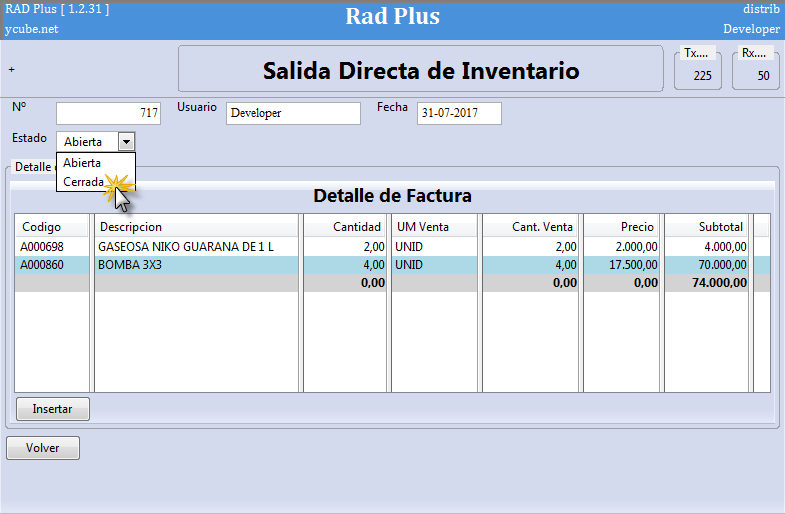 RAD Plus [ 1.2.31 ] Rad Plus distrib
ycube.net Developer
+ Salida Directa de Inventario Tx.... 225 Rx.... 50
Nº 717 Usuario Developer Fecha 31-07-2017
Estado Abierta
Abierta
Cerrada
Detalle
Detalle de Factura
Codigo Descripcion Cantidad UM Venta Cant. Venta Precio Subtotal
A000698 GASEOSA NIKO GUARANA DE 1 L 2,00 UNID 2,00 2.000,00 4.000,00
A000860 BOMBA 3X3 4,00 UNID 4,00 17.500,00 70.000,00
0,00 0,00 0,00 74.000,00
Insertar
Volver